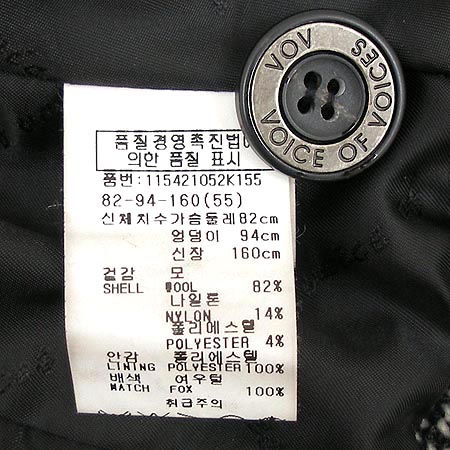 VOV
VOICE OF VOICES
품질경영촉진법에
의한 품질 표시
품번:115421052K155
82-94-160(55)
신체치수가슴둘레82cm
엉덩이 94cm
신장 160cm
겉감 모
SHELL WOOL 82%
나일론
NYLON 14%
폴리에스텔
POLYESTER 4%
안감 폴리에스텔
LINING POLYESTER100%
배색 여우털
MATCH FOX 100%
취급주의